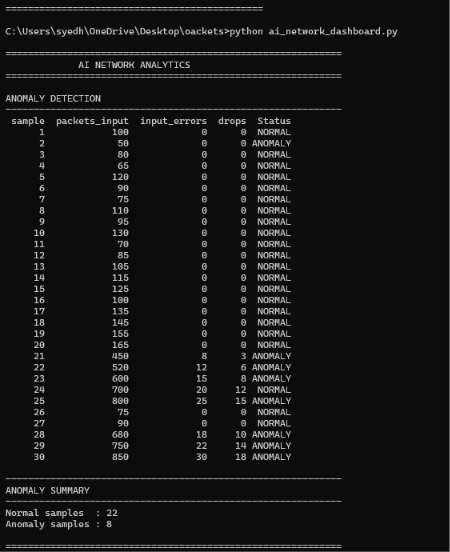 ==============================================
C:\Users\syedh\OneDrive\Desktop\oackets>python ai_network_dashboard.py
============================================================
AI NETWORK ANALYTICS
============================================================
ANOMALY DETECTION
------------------------------------------------------------
sample packets_input input_errors drops Status
1 100 0 0 NORMAL
2 50 0 0 ANOMALY
3 80 0 0 NORMAL
4 65 0 0 NORMAL
5 120 0 0 NORMAL
6 90 0 0 NORMAL
7 75 0 0 NORMAL
8 110 0 0 NORMAL
9 95 0 0 NORMAL
10 130 0 0 NORMAL
11 70 0 0 NORMAL
12 85 0 0 NORMAL
13 105 0 0 NORMAL
14 115 0 0 NORMAL
15 125 0 0 NORMAL
16 100 0 0 NORMAL
17 135 0 0 NORMAL
18 145 0 0 NORMAL
19 155 0 0 NORMAL
20 165 0 0 NORMAL
21 450 8 3 ANOMALY
22 520 12 6 ANOMALY
23 600 15 8 ANOMALY
24 700 20 12 NORMAL
25 800 25 15 ANOMALY
26 75 0 0 NORMAL
27 90 0 0 NORMAL
28 680 18 10 ANOMALY
29 750 22 14 ANOMALY
30 850 30 18 ANOMALY
------------------------------------------------------------
ANOMALY SUMMARY
------------------------------------------------------------
Normal samples : 22
Anomaly samples : 8
============================================================